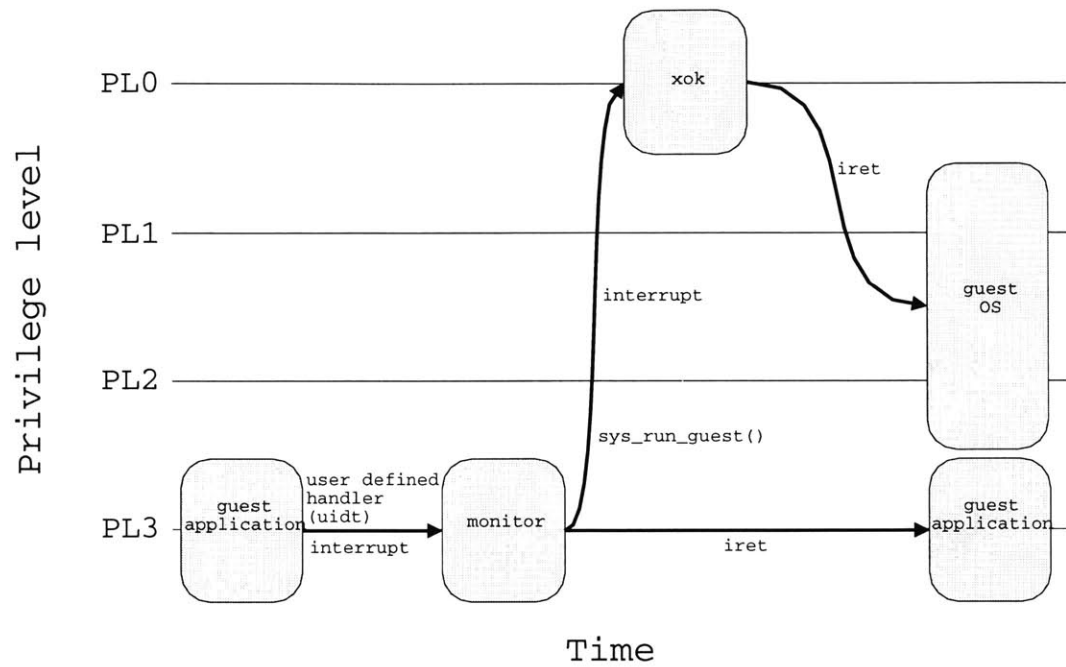 Privilege level
PL0
xok
iret
PL1
interrupt
guest
OS
PL2
sys_run_guest()
PL3
guest
application
user defined
handler
(uidt)
interrupt
monitor
iret
guest
application
Time